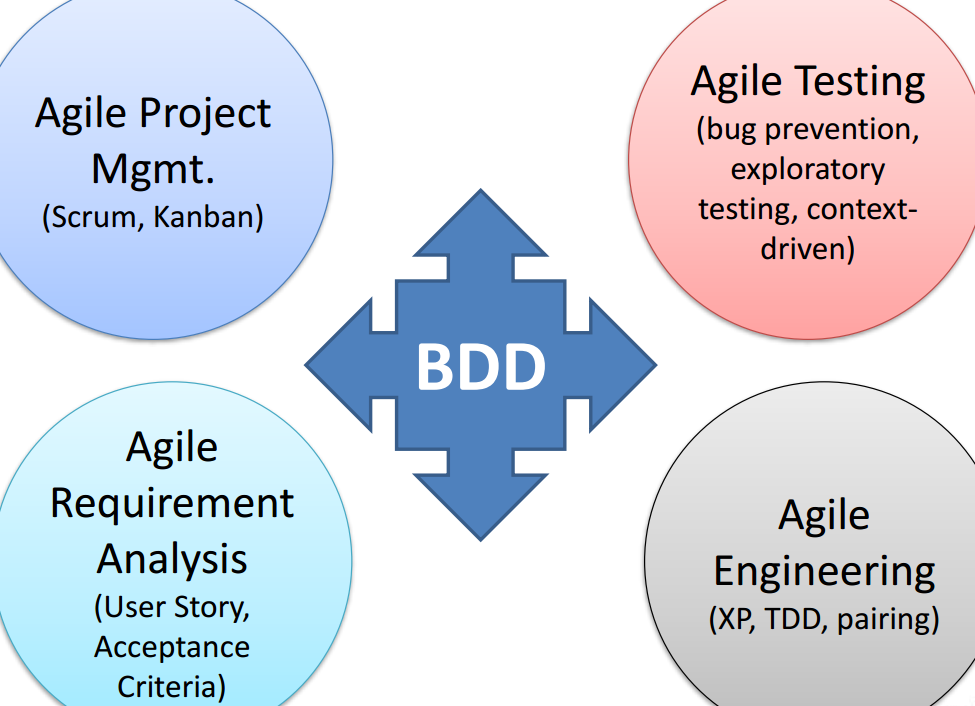 Agile Project
Mgmt.
(Scrum, Kanban)
Agile Testing
(bug prevention,
exploratory
testing, context-
driven)
BDD
Agile
Requirement
Analysis
(User Story,
Acceptance
Criteria)
Agile
Engineering
(XP, TDD, pairing)